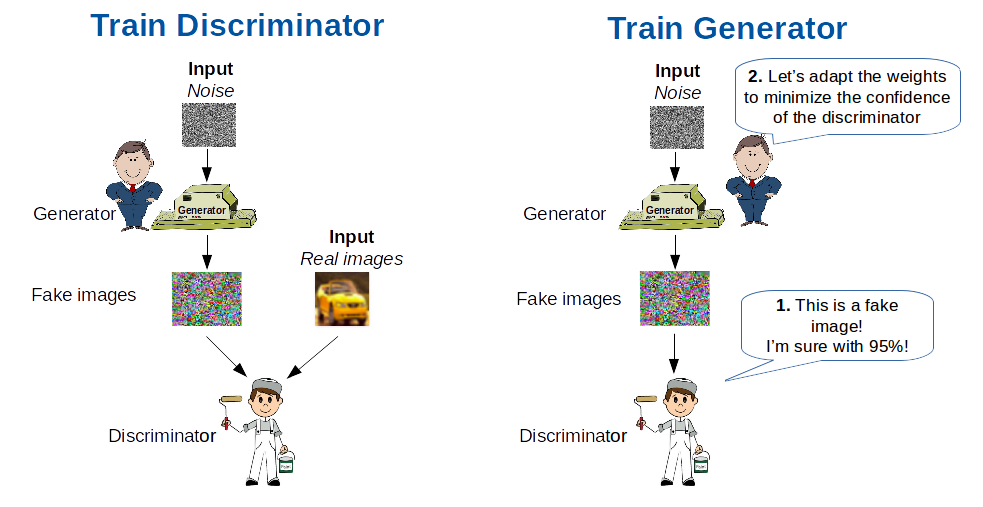 Train Discriminator
Input
Noise
Generator
Generator
Input
Real images
Fake images
Discriminator
Train Generator
Input
Noise
2. Let's adapt the weights
to minimize the confidence
of the discriminator
Generator
Generator
Fake images
1. This is a fake
image!
I'm sure with 95%!
Discriminator